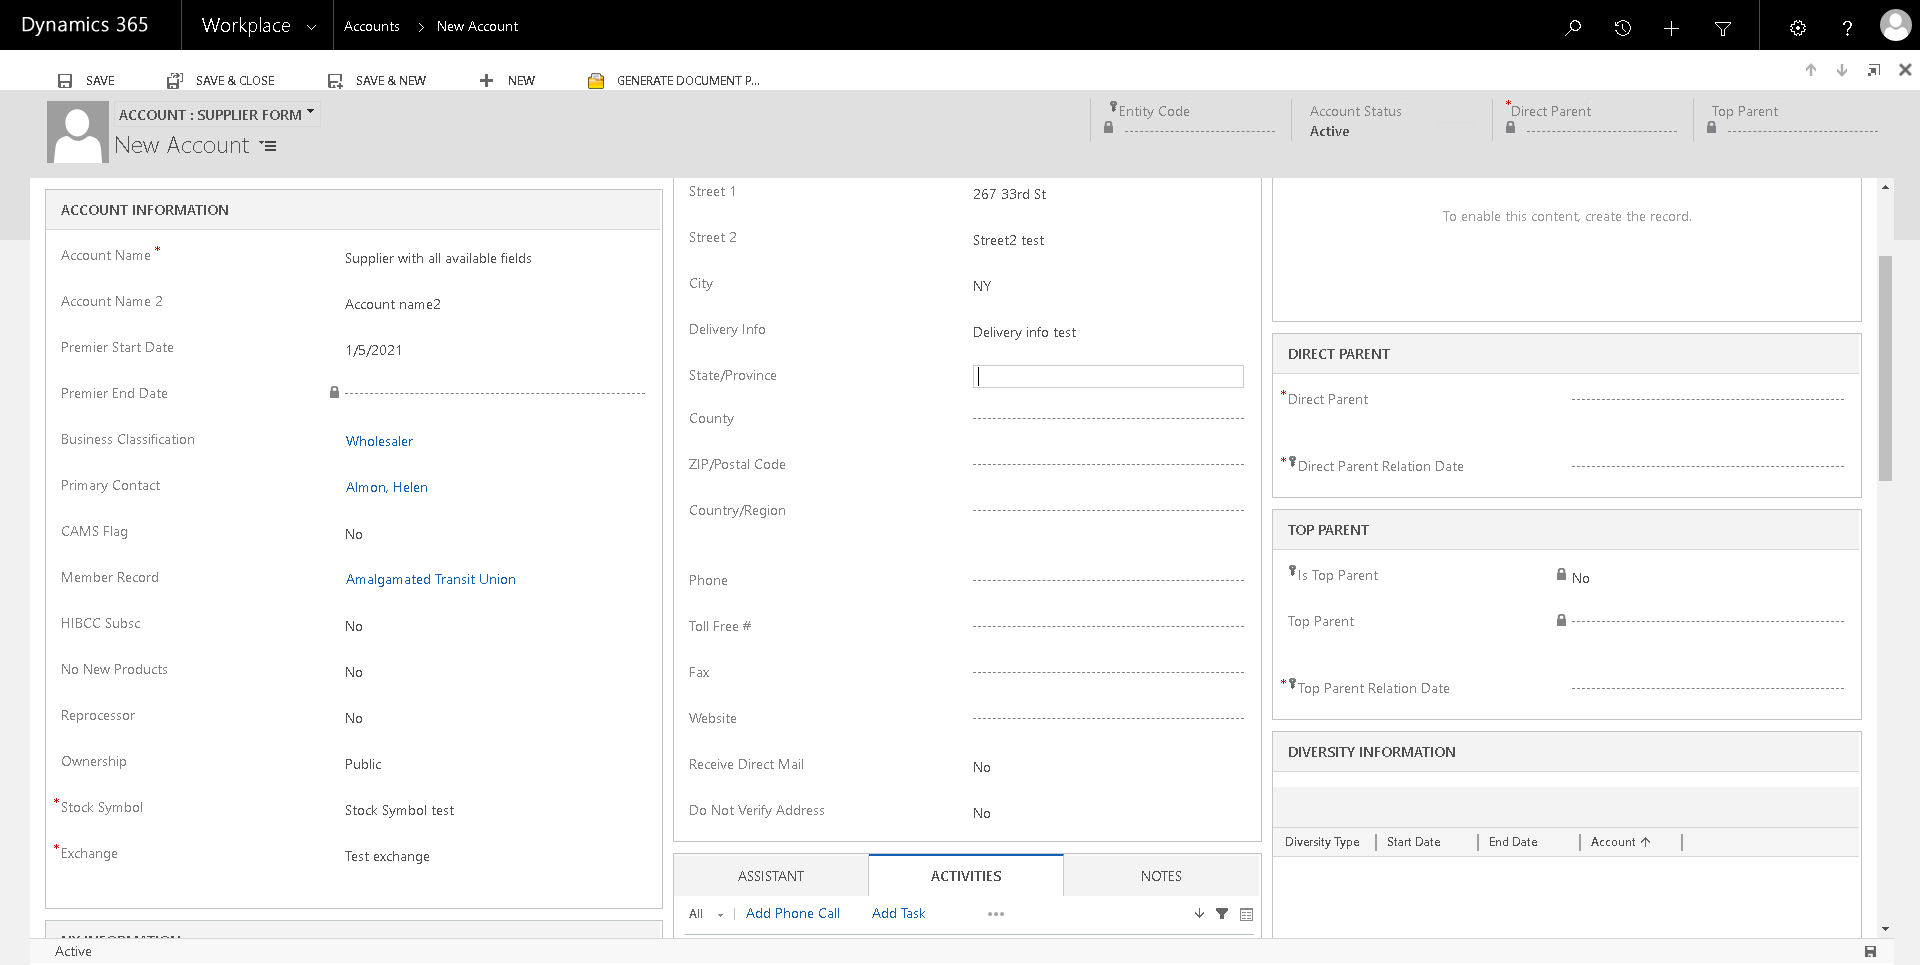 Dynamics 365
Workplace
Accounts > New Account
SAVE
SAVE & CLOSE
SAVE & NEW
NEW
GENERATE DOCUMENT P...
ACCOUNT : SUPPLIER FORM
New Account
Entity Code
Account Status
Active
*Direct Parent
Top Parent
ACCOUNT INFORMATION
Account Name *
Supplier with all available fields
Account Name 2
Account name2
Premier Start Date
1/5/2021
Premier End Date
Business Classification
Wholesaler
Primary Contact
Almon, Helen
CAMS Flag
No
Member Record
Amalgamated Transit Union
HIBCC Subsc
No
No New Products
No
Reprocessor
No
Ownership
Public
*Stock Symbol
Stock Symbol test
*Exchange
Test exchange
Street 1
267 33rd St
Street 2
Street2 test
City
NY
Delivery Info
Delivery info test
State/Province
County
ZIP/Postal Code
Country/Region
Phone
Toll Free #
Fax
Website
Receive Direct Mail
No
Do Not Verify Address
No
ASSISTANT
ACTIVITIES
NOTES
All
Add Phone Call
Add Task
To enable this content, create the record.
DIRECT PARENT
*Direct Parent
*Direct Parent Relation Date
TOP PARENT
Is Top Parent
No
Top Parent
*Top Parent Relation Date
DIVERSITY INFORMATION
Diversity Type
Start Date
End Date
Account
Active